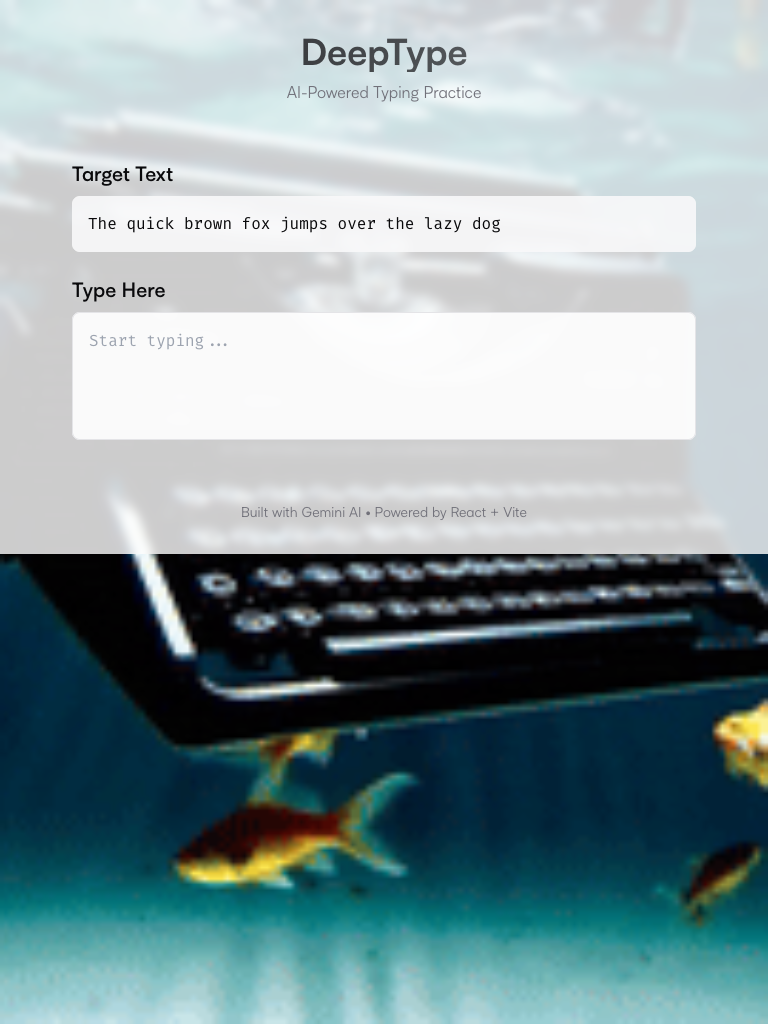 DeepType
AI-Powered Typing Practice
Target Text
The quick brown fox jumps over the lazy dog
Type Here
Start typing...
Built with Gemini AI • Powered by React + Vite